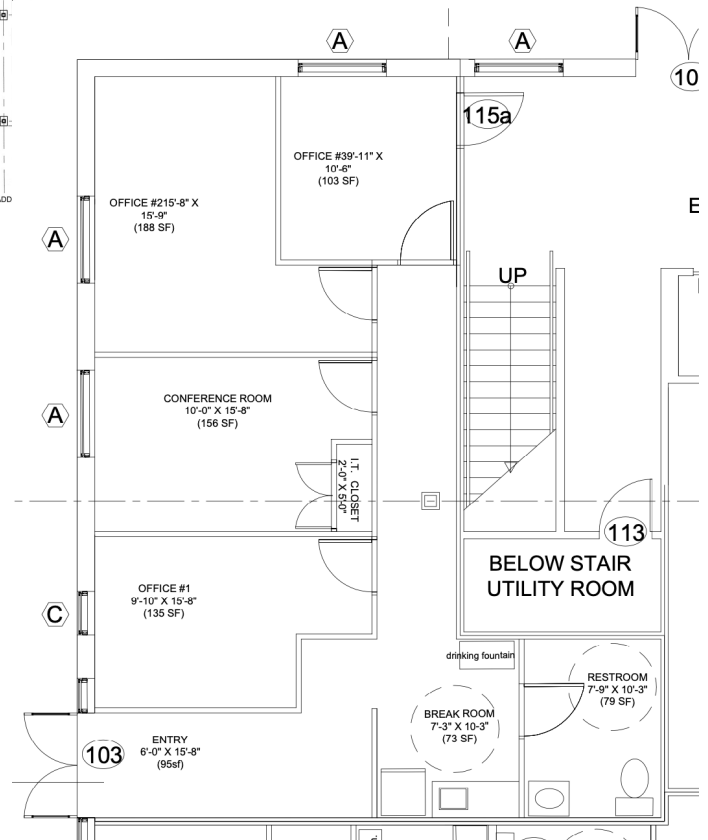 A
A
10
115a
OFFICE #39'-11" X
10'-6"
(103 SF)
ADD
OFFICE #215'-8" X
15'-9"
(188 SF)
E
A
UP
CONFERENCE ROOM
10'-0" X 15'-8"
(156 SF)
A
I.T. CLOSET
2'-0" X 5'-0"
113
BELOW STAIR
UTILITY ROOM
OFFICE #1
9'-10" X 15'-8"
(135 SF)
C
drinking fountain
RESTROOM
7'-9" X 10'-3"
(79 SF)
BREAK ROOM
7'-3" X 10'-3"
(73 SF)
ENTRY
6'-0" X 15'-8"
(95sf)
103